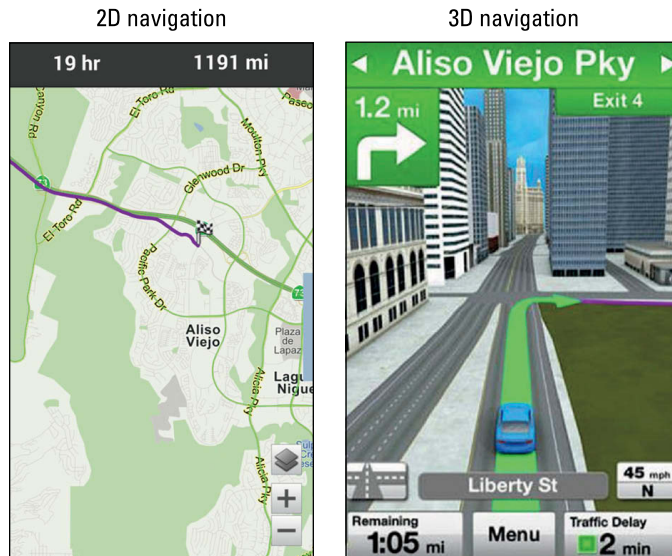 2D navigation
19 hr 1191 mi
Canyon Rd
El-Toro-Rd
Moulton-Pky
Paseo
Glenwood Dr
73
El-Toro-Rd
Pacific Park Dr
73
Aliso
Viejo
Plaza
de
Lapaz
Lagu
Nigue
Alicia Pky
Alicia Pky
3D navigation
Aliso Viejo Pky
1.2 mi
Exit 4
Liberty St
45 mph
N
Remaining
1:05 mi
Menu
Traffic Delay
2 min